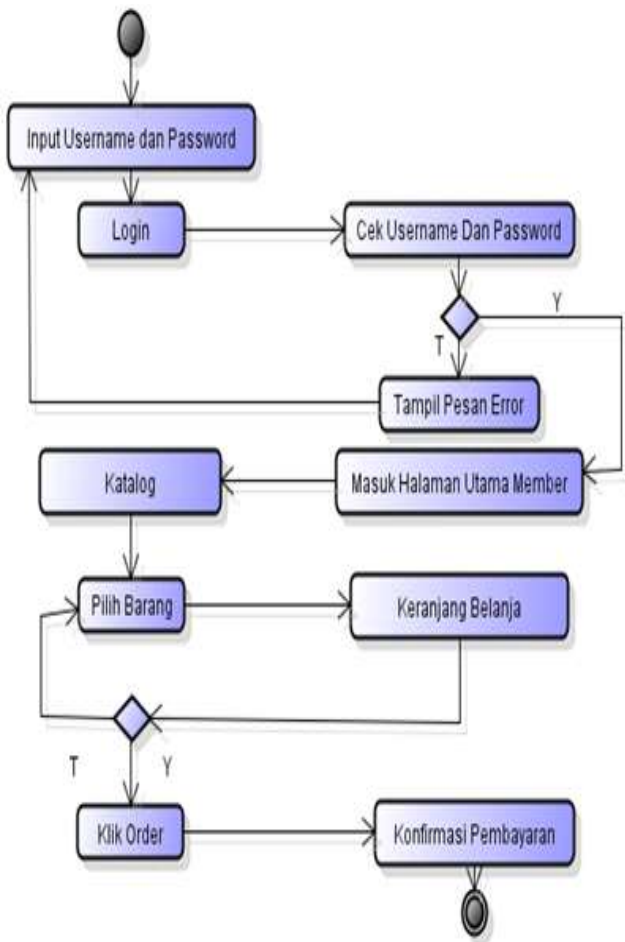 Input Username dan Password
Login
Cek Username Dan Password
Y
T
Tampil Pesan Error
Katalog
Masuk Halaman Utama Member
Pilih Barang
Keranjang Belanja
T
Y
Klik Order
Konfirmasi Pembayaran